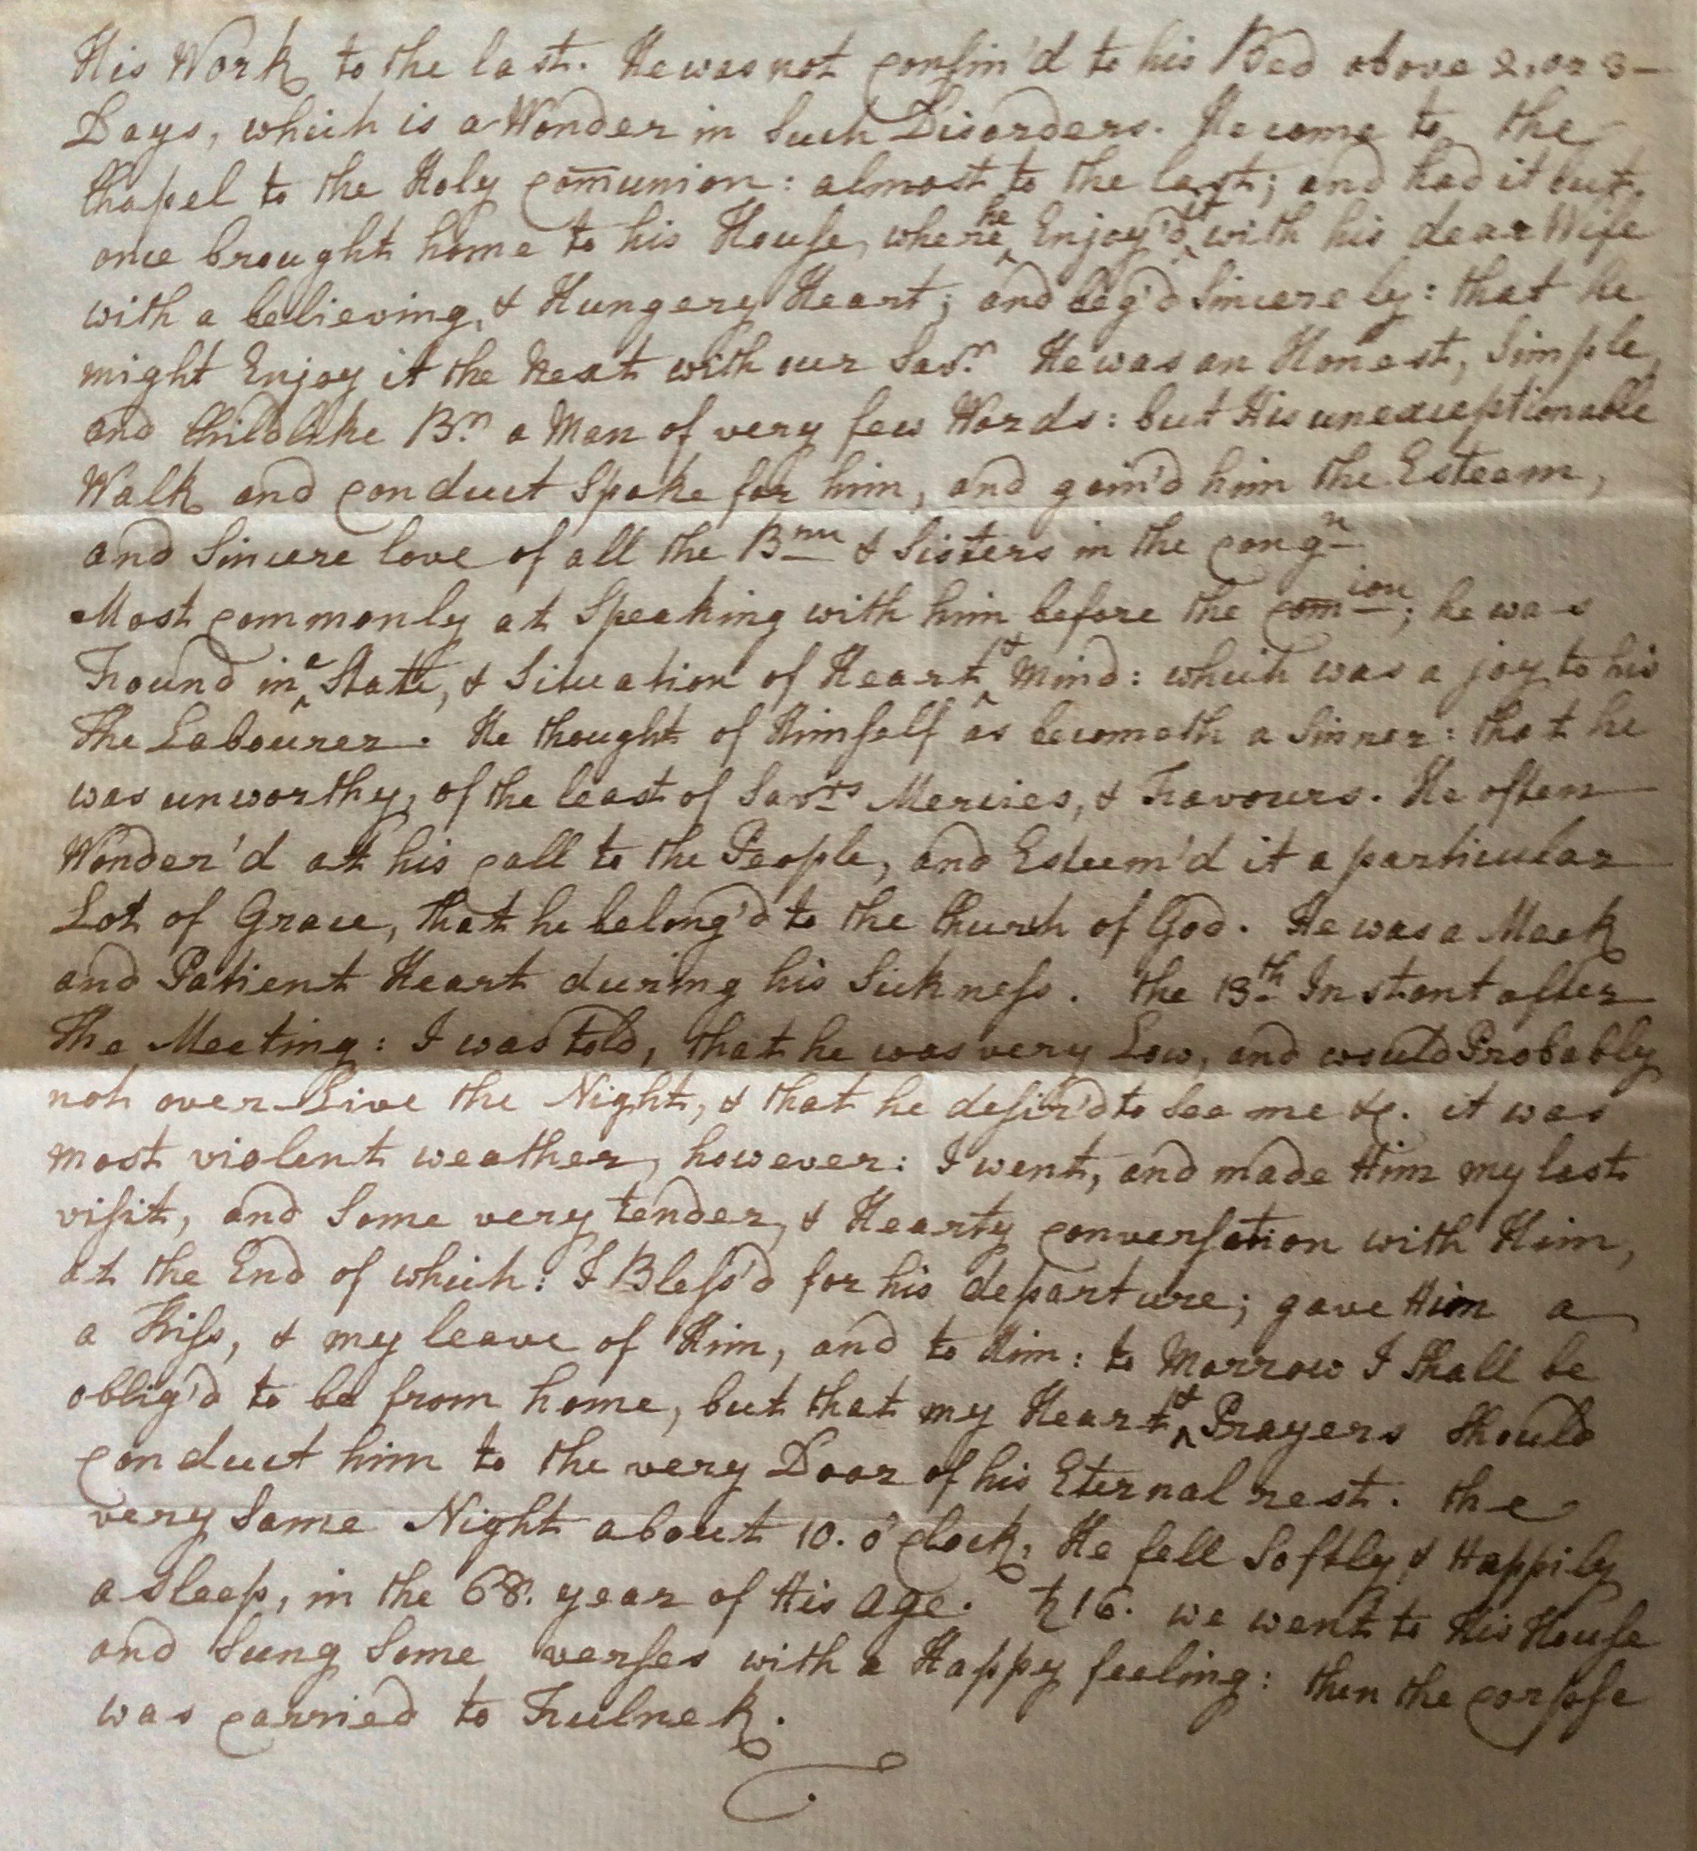 His Work to the last. He was not confin'd to his Bed above 2, or 3
Days, which is a Wonder in Such Disorders. He come to the
Chapel to the Holy Com̄union: almost to the last; and had it but
once brought home to his House, where he Enjoy'd it with his dear Wife
with a believing, & Hungery Heart; and beg'd Sincerely: that he
might Enjoy it the Next with our Savr. He was an Honest, Simple,
and Childlike Br. a Man of very few Words: but His unexceptionable
Walk and Conduct Spoke for him, and gain'd him the Esteem,
and Sincere love of all the Brn & Sisters in the Congn
Most Commonly at Speaking with him before the Comion; he was
Found in a State, & Situation of Heart & Mind: which was a joy to his
The Labourer. He thought of Himself as becometh a Sinner: that he
was unworthy, of the least of Savrs Mercies, & Favours. He often
Wonder'd at his Call to the People, and Esteem'd it a particular
Lot of Grace, that he belong'd to the Church of God. He was a Meek
and Patient Heart during his Sickness. The 13th Instant after
The Meeting: I was told, that he was very Low, and would Probably
not over Live the Night, & that he desir'd to See me &c. it was
most violent weather, however: I went, and made Him my last
visit, and Some very tender, & Hearty Conversation with Him,
at the End of which: I Bless'd for his departure; gave Him a
a Kiss, & my leave of Him, and to Him: to Morrow I Shall be
oblig'd to be from home, but that my Heart & Prayers Should
Conduct him to the very Door of his Eternal rest. the
very Same Night about 10. o'Clock, He fell Softly, & Happily
a Sleep, in the 68. year of His Age. ♄ 16. we went to His House
and Sung Some verses with a Happy feeling: then the Corpse
was Carried to Fulnek.